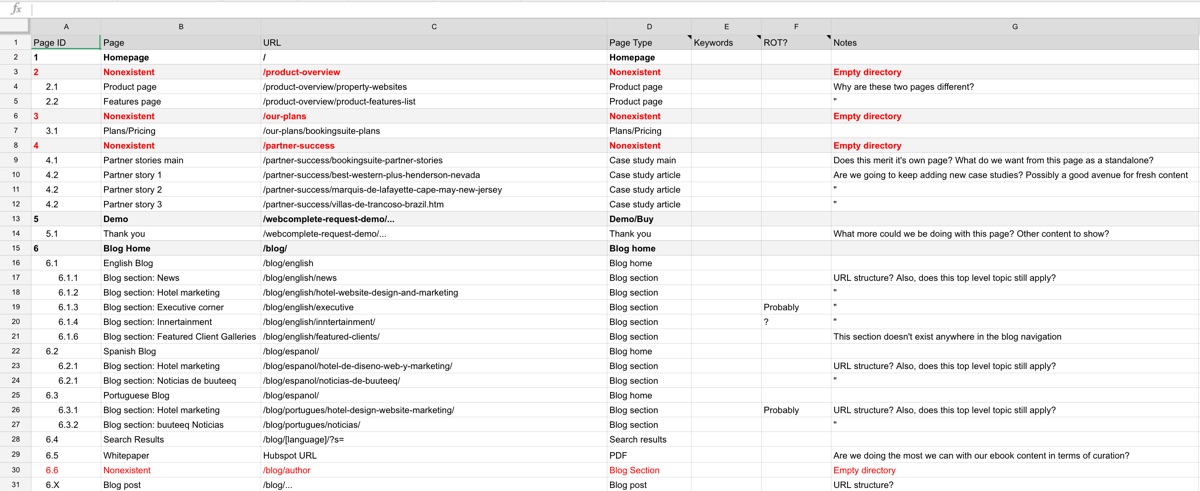 fx
A B C D E F G
1 Page ID Page URL Page Type Keywords ROT? Notes
2 1 Homepage / Homepage
3 2 Nonexistent /product-overview Nonexistent Empty directory
4 2.1 Product page /product-overview/property-websites Product page Why are these two pages different?
5 2.2 Features page /product-overview/product-features-list Product page "
6 3 Nonexistent /our-plans Nonexistent Empty directory
7 3.1 Plans/Pricing /our-plans/bookingsuite-plans Plans/Pricing
8 4 Nonexistent /partner-success Nonexistent Empty directory
9 4.1 Partner stories main /partner-success/bookingsuite-partner-stories Case study main Does this merit it's own page? What do we want from this page as a standalone?
10 4.2 Partner story 1 /partner-success/best-western-plus-henderson-nevada Case study article Are we going to keep adding new case studies? Possibly a good avenue for fresh content
11 4.2 Partner story 2 /partner-success/marquis-de-lafayette-cape-may-new-jersey Case study article "
12 4.2 Partner story 3 /partner-success/villas-de-trancoso-brazil.htm Case study article "
13 5 Demo /webcomplete-request-demo/... Demo/Buy
14 5.1 Thank you /webcomplete-request-demo/... Thank you What more could we be doing with this page? Other content to show?
15 6 Blog Home /blog/ Blog home
16 6.1 English Blog /blog/english Blog home
17 6.1.1 Blog section: News /blog/english/news Blog section URL structure? Also, does this top level topic still apply?
18 6.1.2 Blog section: Hotel marketing /blog/english/hotel-website-design-and-marketing Blog section "
19 6.1.3 Blog section: Executive corner /blog/english/executive Blog section Probably "
20 6.1.4 Blog section: Innertainment /blog/english/inntertainment/ Blog section ? "
21 6.1.6 Blog section: Featured Client Galleries /blog/english/featured-clients/ Blog section This section doesn't exist anywhere in the blog navigation
22 6.2 Spanish Blog /blog/espanol/ Blog home
23 6.2.1 Blog section: Hotel marketing /blog/espanol/hotel-de-diseno-web-y-marketing/ Blog section URL structure? Also, does this top level topic still apply?
24 6.2.1 Blog section: Noticias de buuteeq /blog/espanol/noticias-de-buuteeq/ Blog section "
25 6.3 Portuguese Blog /blog/espanol/ Blog home
26 6.3.1 Blog section: Hotel marketing /blog/portugues/hotel-design-website-marketing/ Blog section Probably URL structure? Also, does this top level topic still apply?
27 6.3.2 Blog section: buuteeq Noticias /blog/portugues/noticias/ Blog section "
28 6.4 Search Results /blog/[language]/?s= Search results
29 6.5 Whitepaper Hubspot URL PDF Are we doing the most we can with our ebook content in terms of curation?
30 6.6 Nonexistent /blog/author Blog Section Empty directory
31 6.X Blog post /blog/... Blog post URL structure?